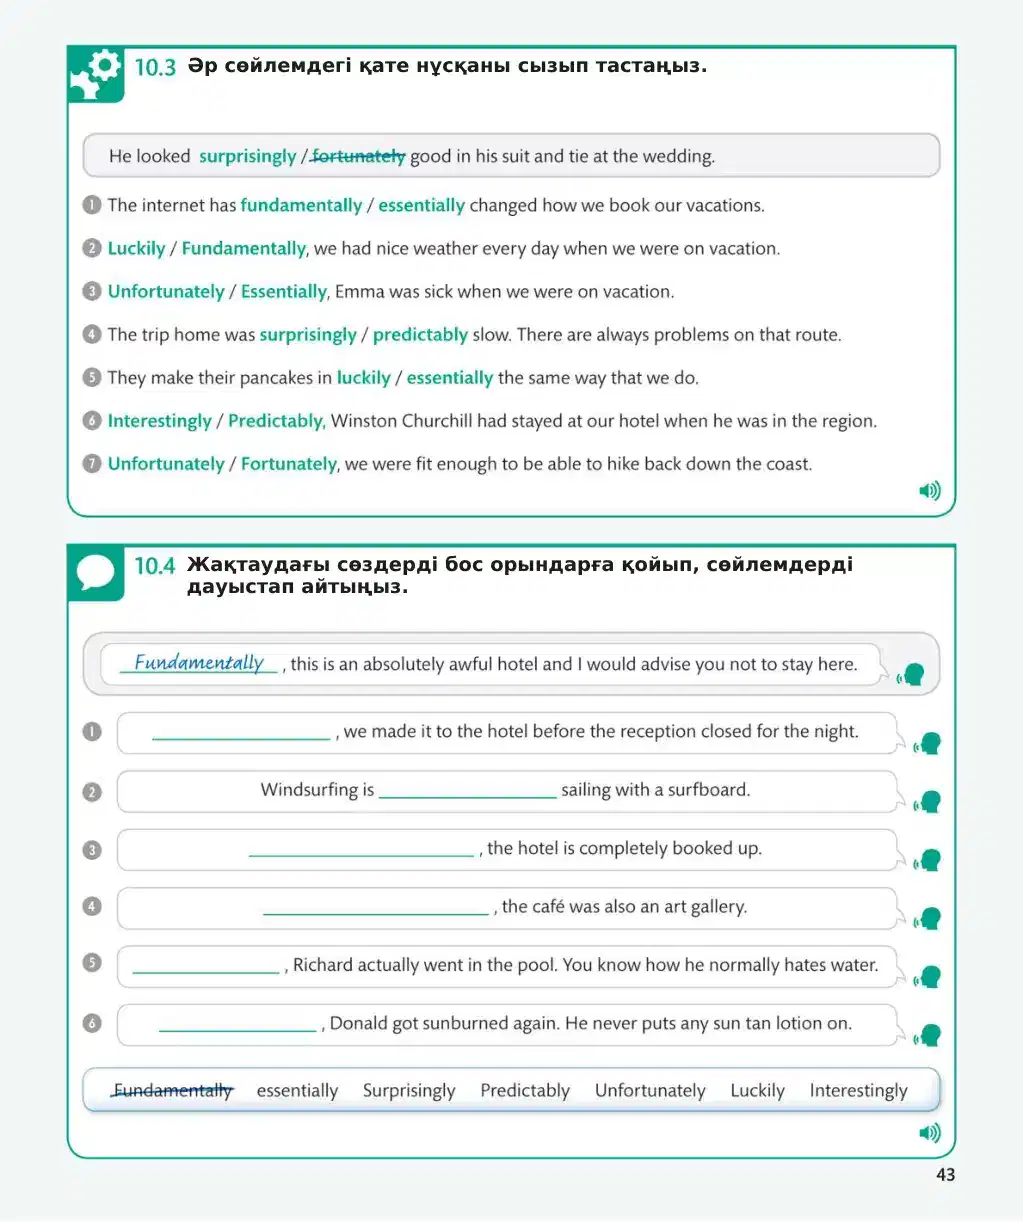 10.3 Әр сөйлемдегі қате нұсқаны сызып тастаңыз.
He looked surprisingly / fortunately good in his suit and tie at the wedding.
1 The internet has fundamentally / essentially changed how we book our vacations.
2 Luckily / Fundamentally, we had nice weather every day when we were on vacation.
3 Unfortunately / Essentially, Emma was sick when we were on vacation.
4 The trip home was surprisingly / predictably slow. There are always problems on that route.
5 They make their pancakes in luckily / essentially the same way that we do.
6 Interestingly / Predictably, Winston Churchill had stayed at our hotel when he was in the region.
7 Unfortunately / Fortunately, we were fit enough to be able to hike back down the coast.
10.4 Жақтаудағы сөздерді бос орындарға қойып, сөйлемдерді
дауыстап айтыңыз.
Fundamentally , this is an absolutely awful hotel and I would advise you not to stay here.
1 , we made it to the hotel before the reception closed for the night.
2 Windsurfing is sailing with a surfboard.
3 , the hotel is completely booked up.
4 , the café was also an art gallery.
5 , Richard actually went in the pool. You know how he normally hates water.
6 , Donald got sunburned again. He never puts any sun tan lotion on.
Fundamentally essentially Surprisingly Predictably Unfortunately Luckily Interestingly
43